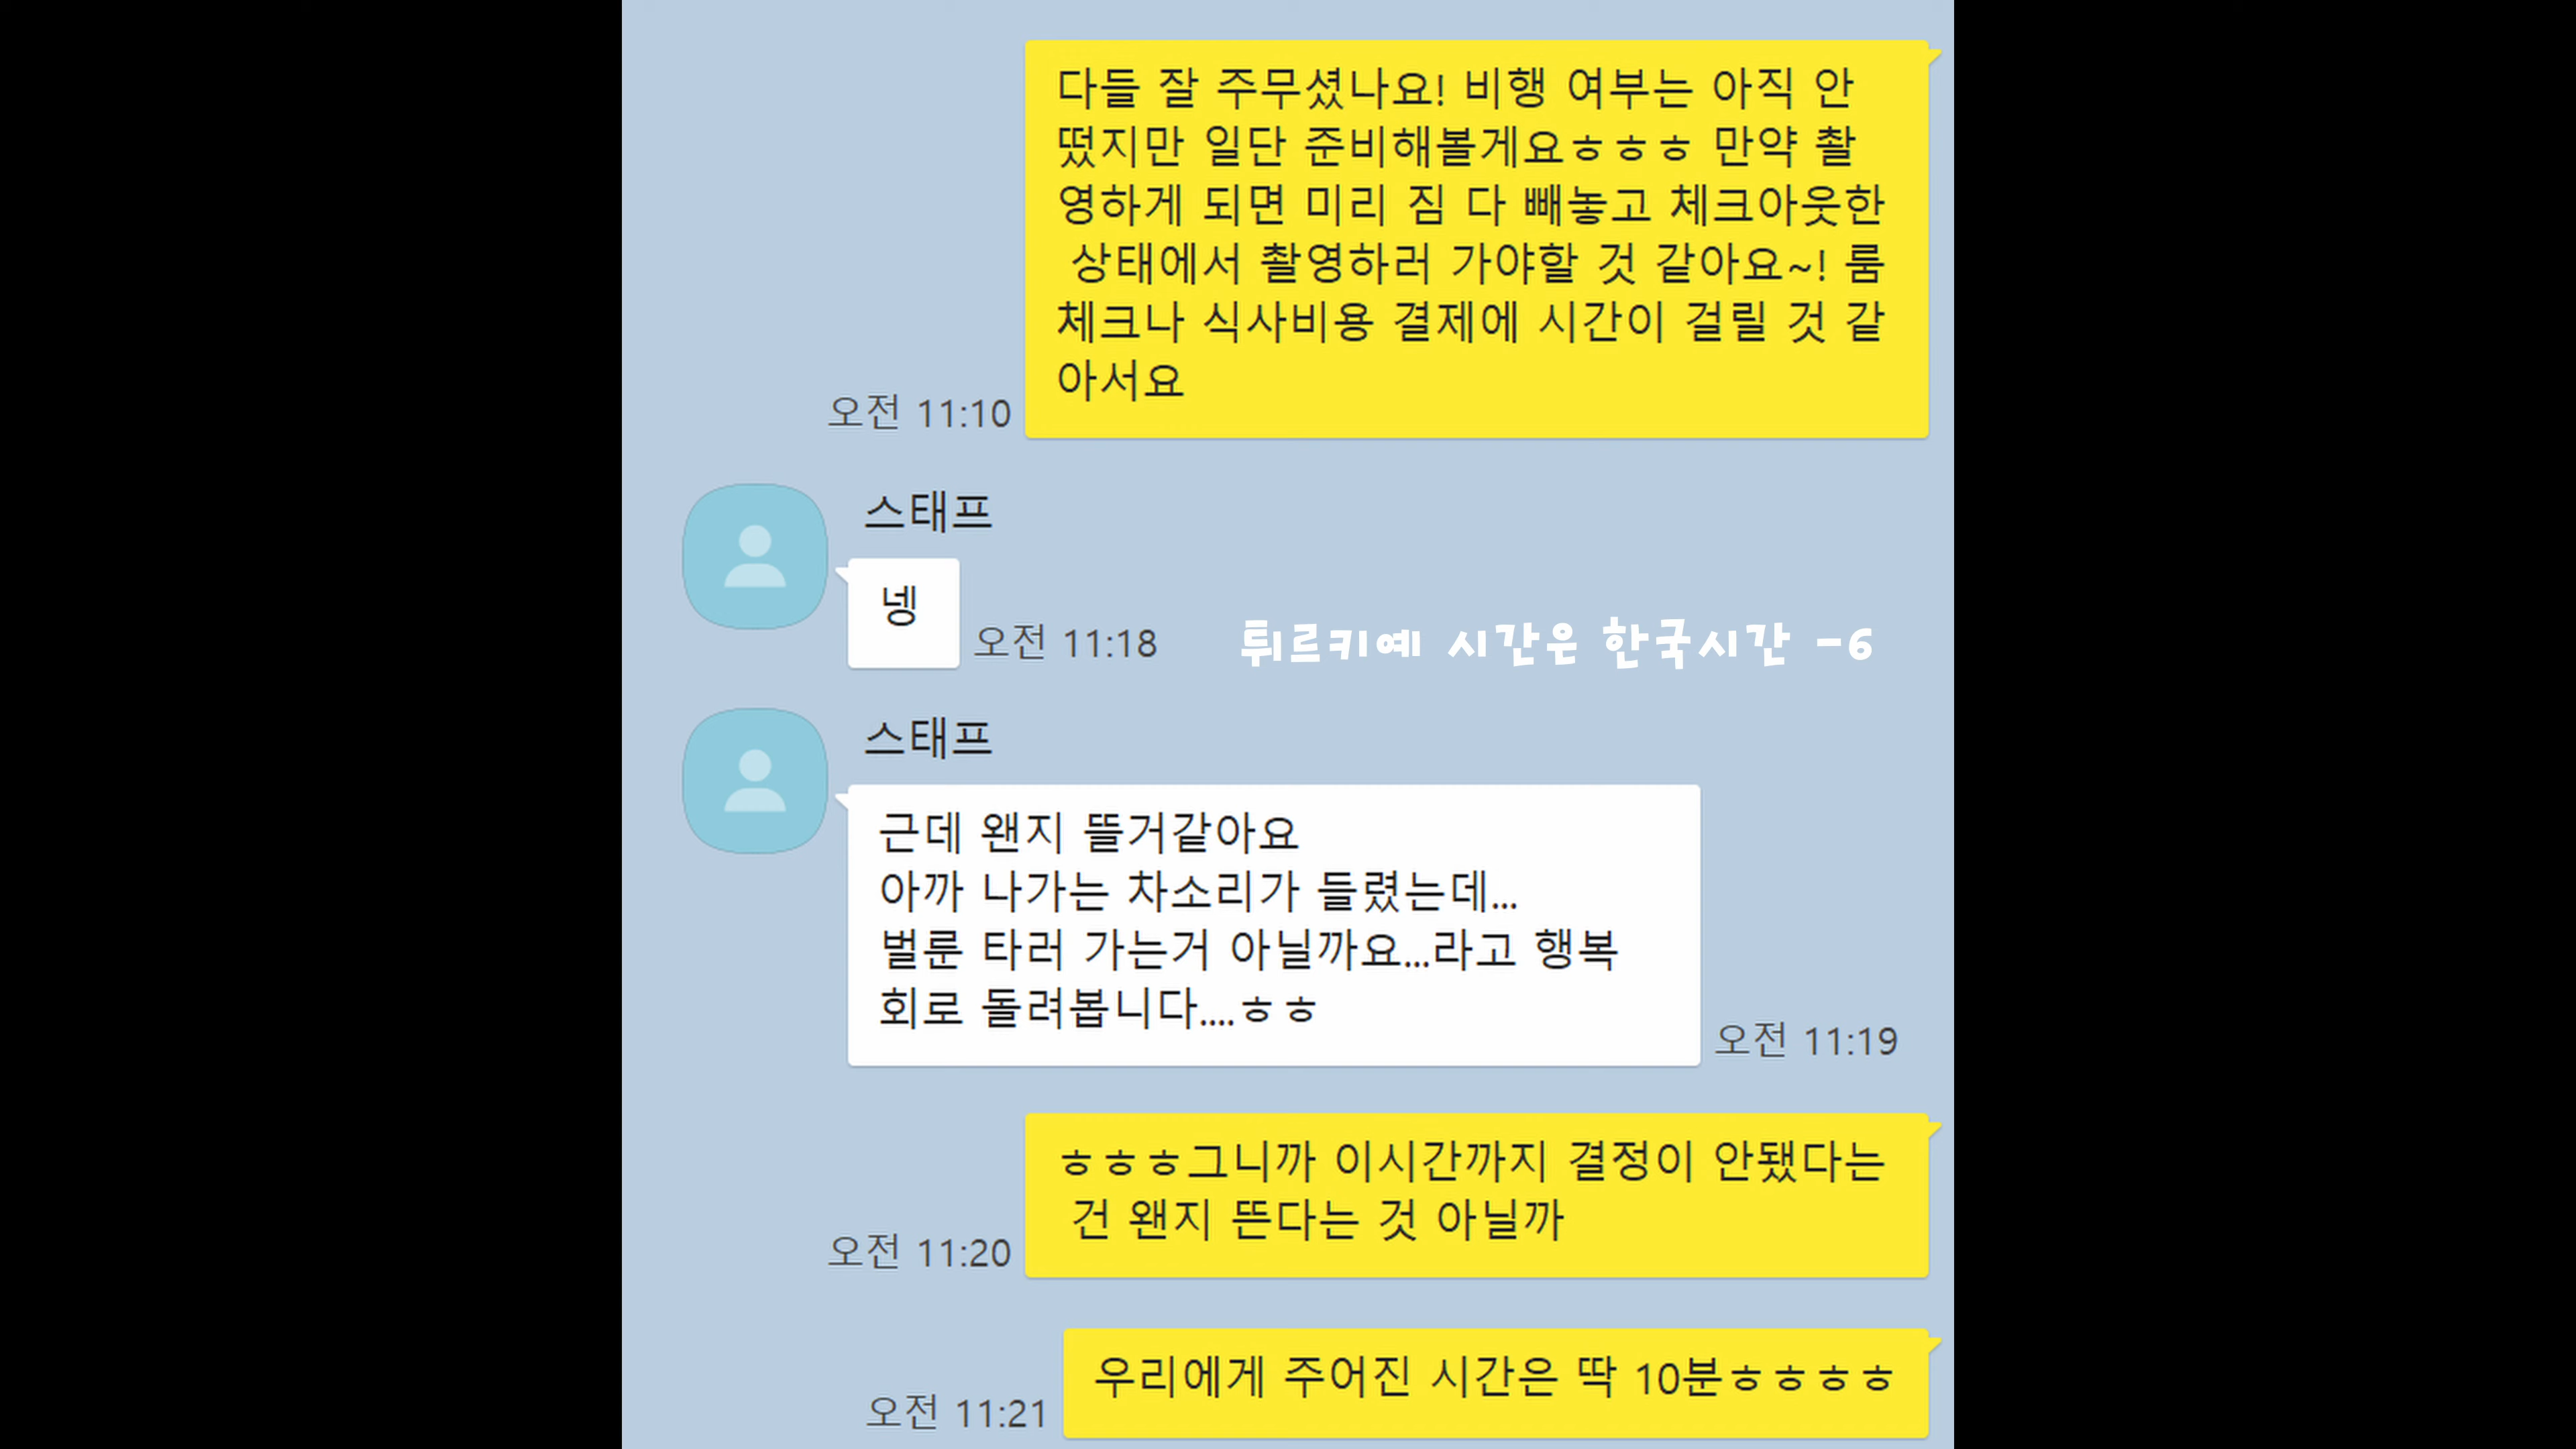 다들 잘 주무셨나요! 비행 여부는 아직 안
떴지만 일단 준비해볼게요ㅎㅎㅎ 만약 촬
영하게 되면 미리 짐 다 빼놓고 체크아웃한
상태에서 촬영하러 가야할 것 같아요~! 룸
체크나 식사비용 결제에 시간이 걸릴 것 같
아서요
오전 11:10
스태프
넹
오전 11:18
튀르키예 시간은 한국시간 -6
스태프
근데 왠지 뜰거같아요
아까 나가는 차소리가 들렸는데...
벌룬 타러 가는거 아닐까요...라고 행복
회로 돌려봅니다....ㅎㅎ
오전 11:19
ㅎㅎㅎ그니까 이시간까지 결정이 안됐다는
건 왠지 뜬다는 것 아닐까
오전 11:20
우리에게 주어진 시간은 딱 10분ㅎㅎㅎㅎ
오전 11:21